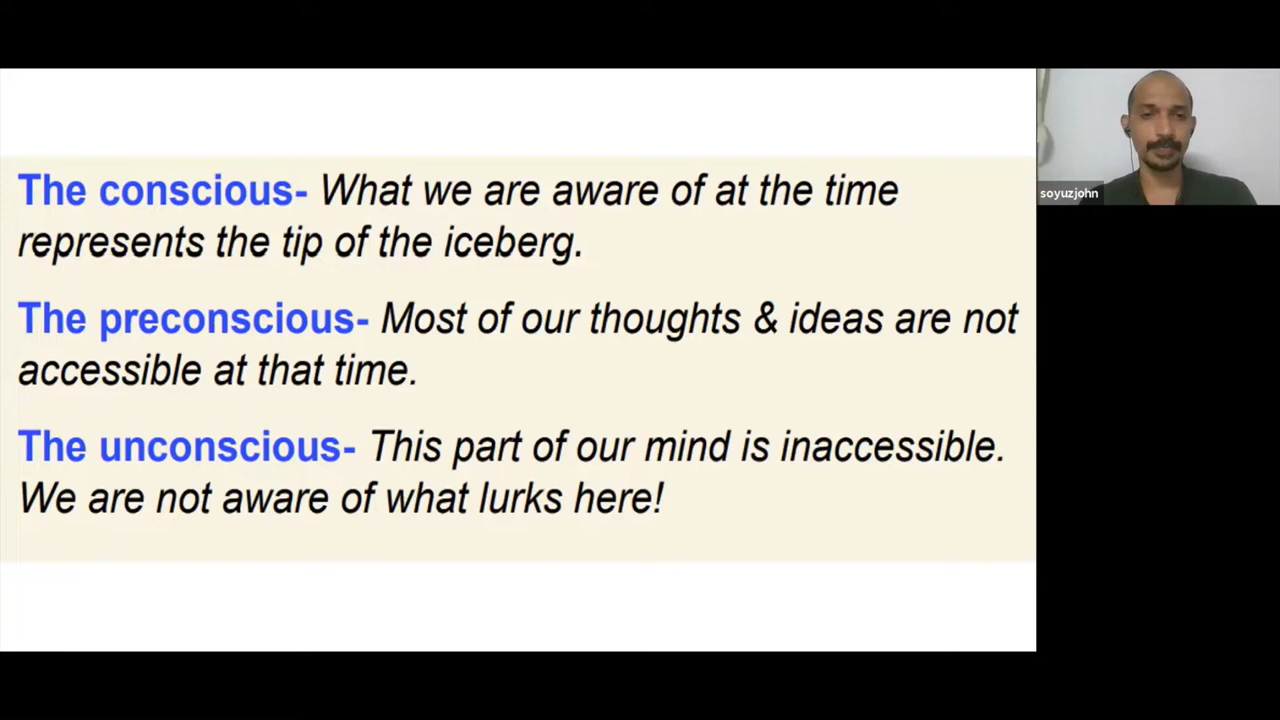 The conscious- What we are aware of at the time
represents the tip of the iceberg.
The preconscious- Most of our thoughts & ideas are not
accessible at that time.
The unconscious- This part of our mind is inaccessible.
We are not aware of what lurks here!
soyuzjohn